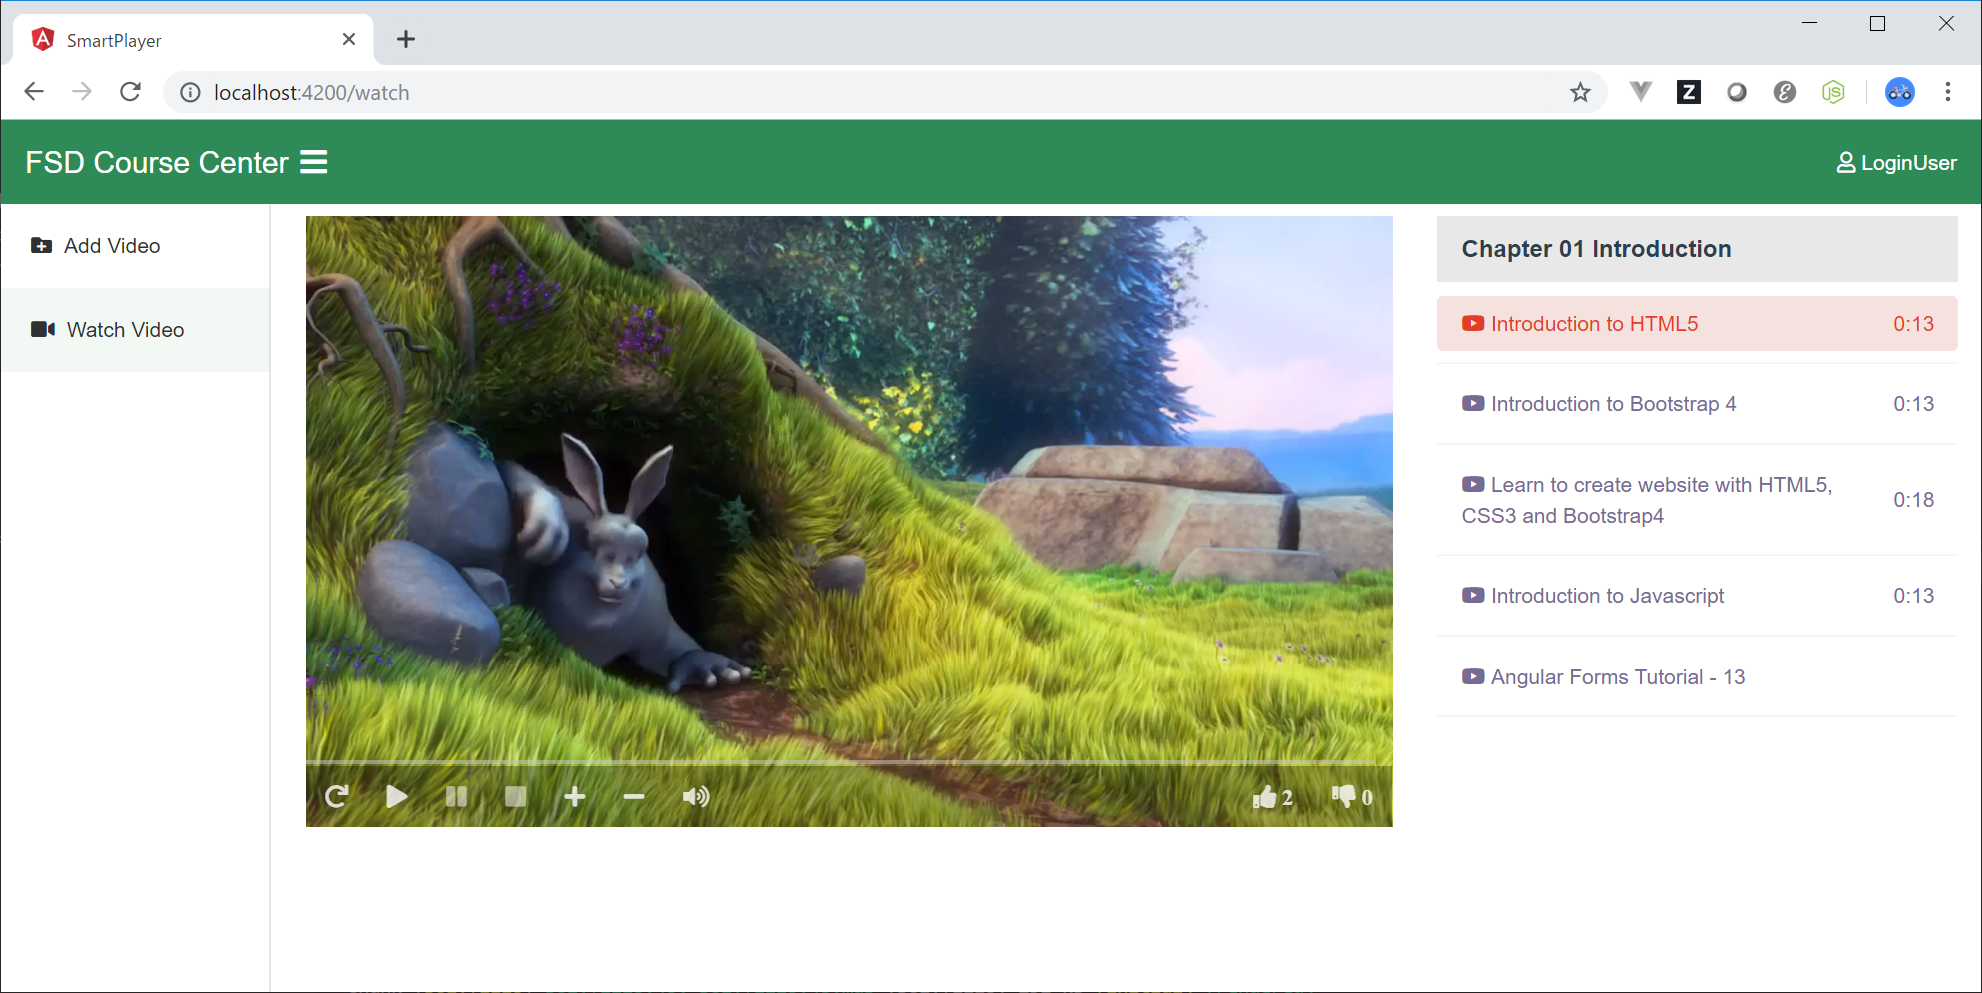 SmartPlayer
localhost:4200/watch
FSD Course Center
LoginUser
Add Video
Watch Video
Chapter 01 Introduction
Introduction to HTML5 0:13
Introduction to Bootstrap 4 0:13
Learn to create website with HTML5,
CSS3 and Bootstrap4 0:18
Introduction to Javascript 0:13
Angular Forms Tutorial - 13
2 0